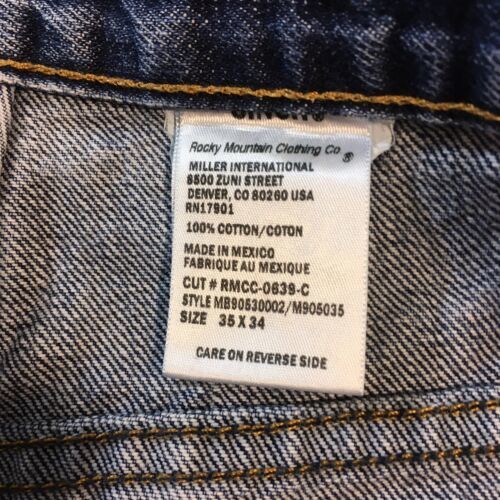 Rocky Mountain Clothing Co ®
MILLER INTERNATIONAL
8500 ZUNI STREET
DENVER, CO 80260 USA
RN17901
100% COTTON/COTON
MADE IN MEXICO
FABRIQUE AU MEXIQUE
CUT # RMCC-0639-C
STYLE MB90530002/M905035
SIZE 35 X 34
CARE ON REVERSE SIDE